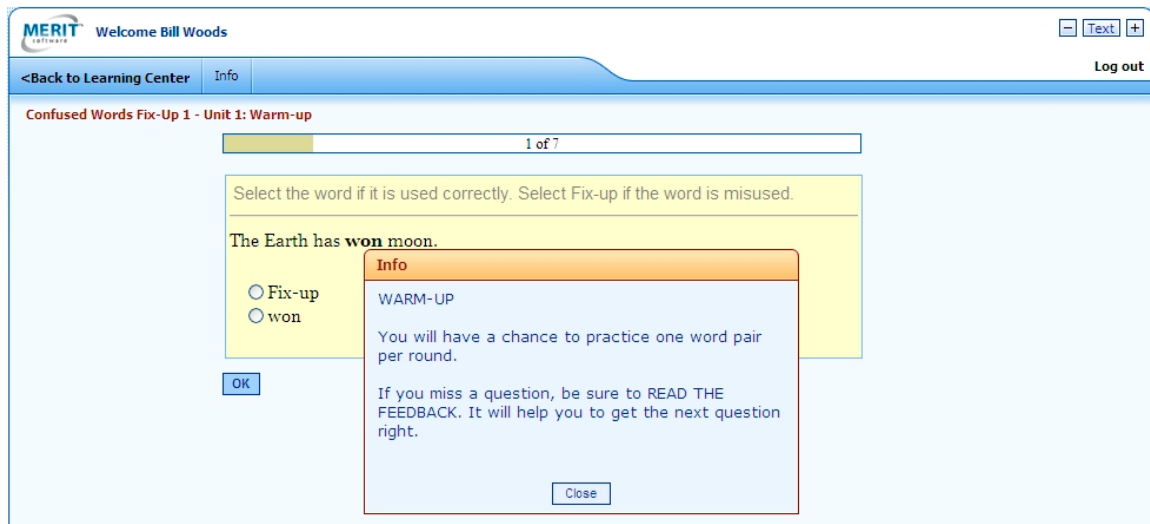 MERIT
software
Welcome Bill Woods
- Text +
<Back to Learning Center
Info
Log out
Confused Words Fix-Up 1 - Unit 1: Warm-up
1 of 7
Select the word if it is used correctly. Select Fix-up if the word is misused.
The Earth has won moon.
Fix-up
won
OK
Info
WARM-UP
You will have a chance to practice one word pair
per round.
If you miss a question, be sure to READ THE
FEEDBACK. It will help you to get the next question
right.
Close